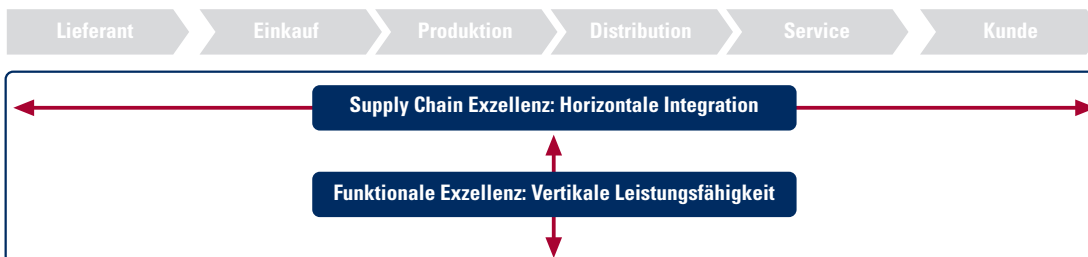 Lieferant Einkauf Produktion Distribution Service Kunde
Supply Chain Exzellenz: Horizontale Integration
Funktionale Exzellenz: Vertikale Leistungsfähigkeit